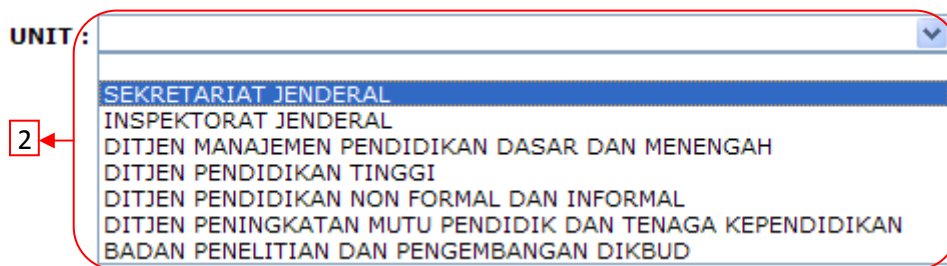 UNIT :
SEKRETARIAT JENDERAL
INSPEKTORAT JENDERAL
2
DITJEN MANAJEMEN PENDIDIKAN DASAR DAN MENENGAH
DITJEN PENDIDIKAN TINGGI
DITJEN PENDIDIKAN NON FORMAL DAN INFORMAL
DITJEN PENINGKATAN MUTU PENDIDIK DAN TENAGA KEPENDIDIKAN
BADAN PENELITIAN DAN PENGEMBANGAN DIKBUD